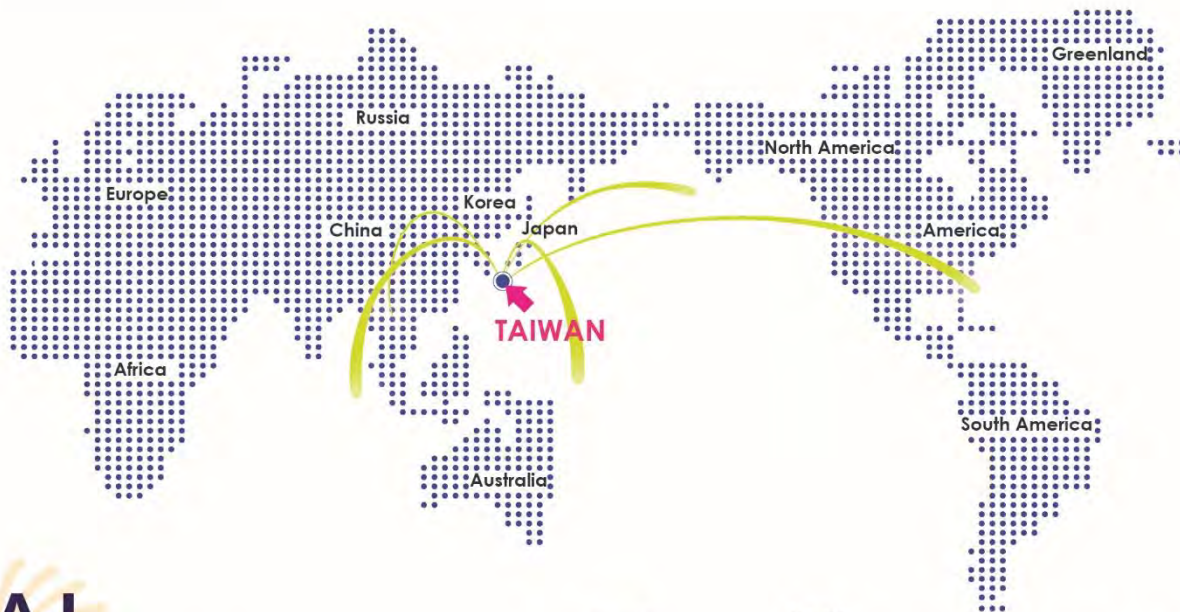 Greenland
Russia
North America
Europe
Korea
China
Japan
America
TAIWAN
Africa
South America
Australia